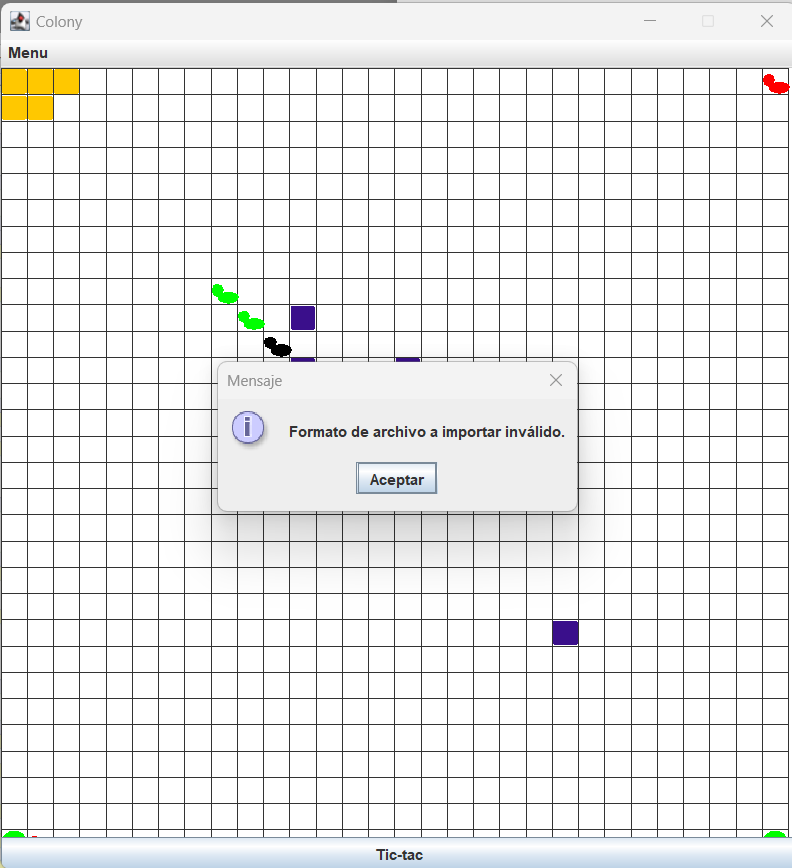 Colony
Menu
Mensaje
i
Formato de archivo a importar inválido.
Aceptar
Tic-tac